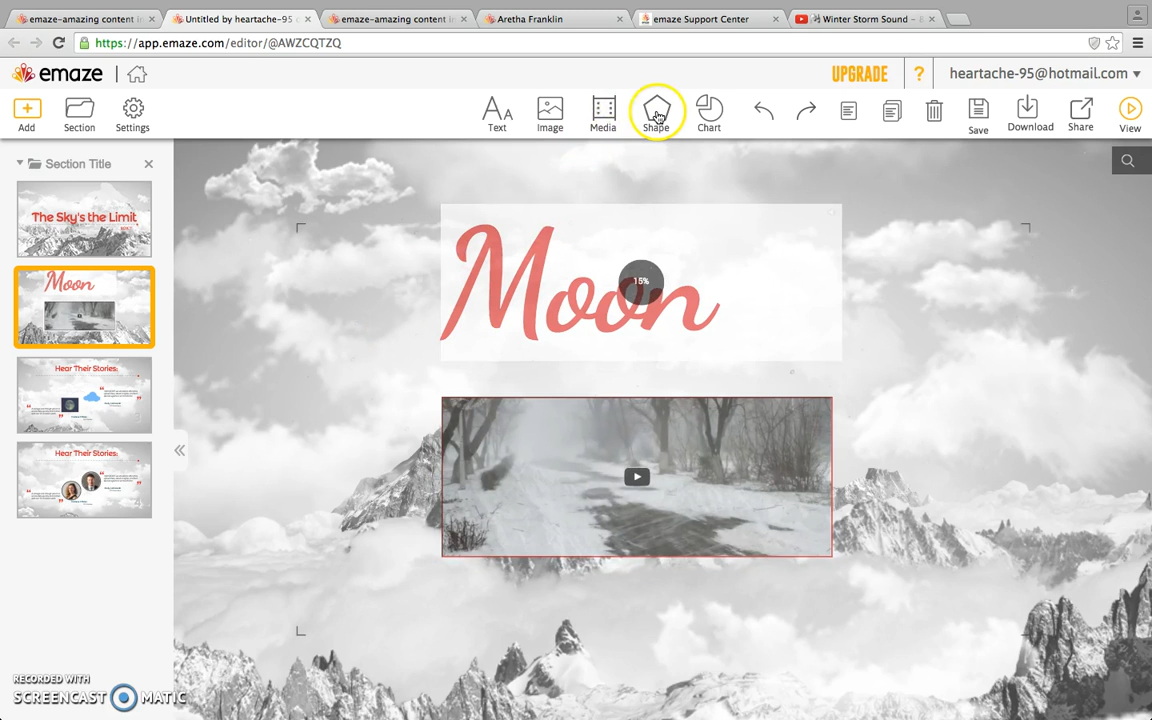 emaze-amazing content in
Untitled by heartache-95
emaze-amazing content in
Aretha Franklin
emaze Support Center
Winter Storm Sound –
https://app.emaze.com/editor/@AWZCQTZQ
emaze
UPGRADE
?
heartache-95@hotmail.com
Add
Section
Settings
Text
Image
Media
Shape
Chart
Save
Download
Share
View
Section Title
The Sky's the Limit
Moon
Hear Their Stories:
Hear Their Stories:
Moon
15%
RECORDED WITH
SCREENCAST MATIC